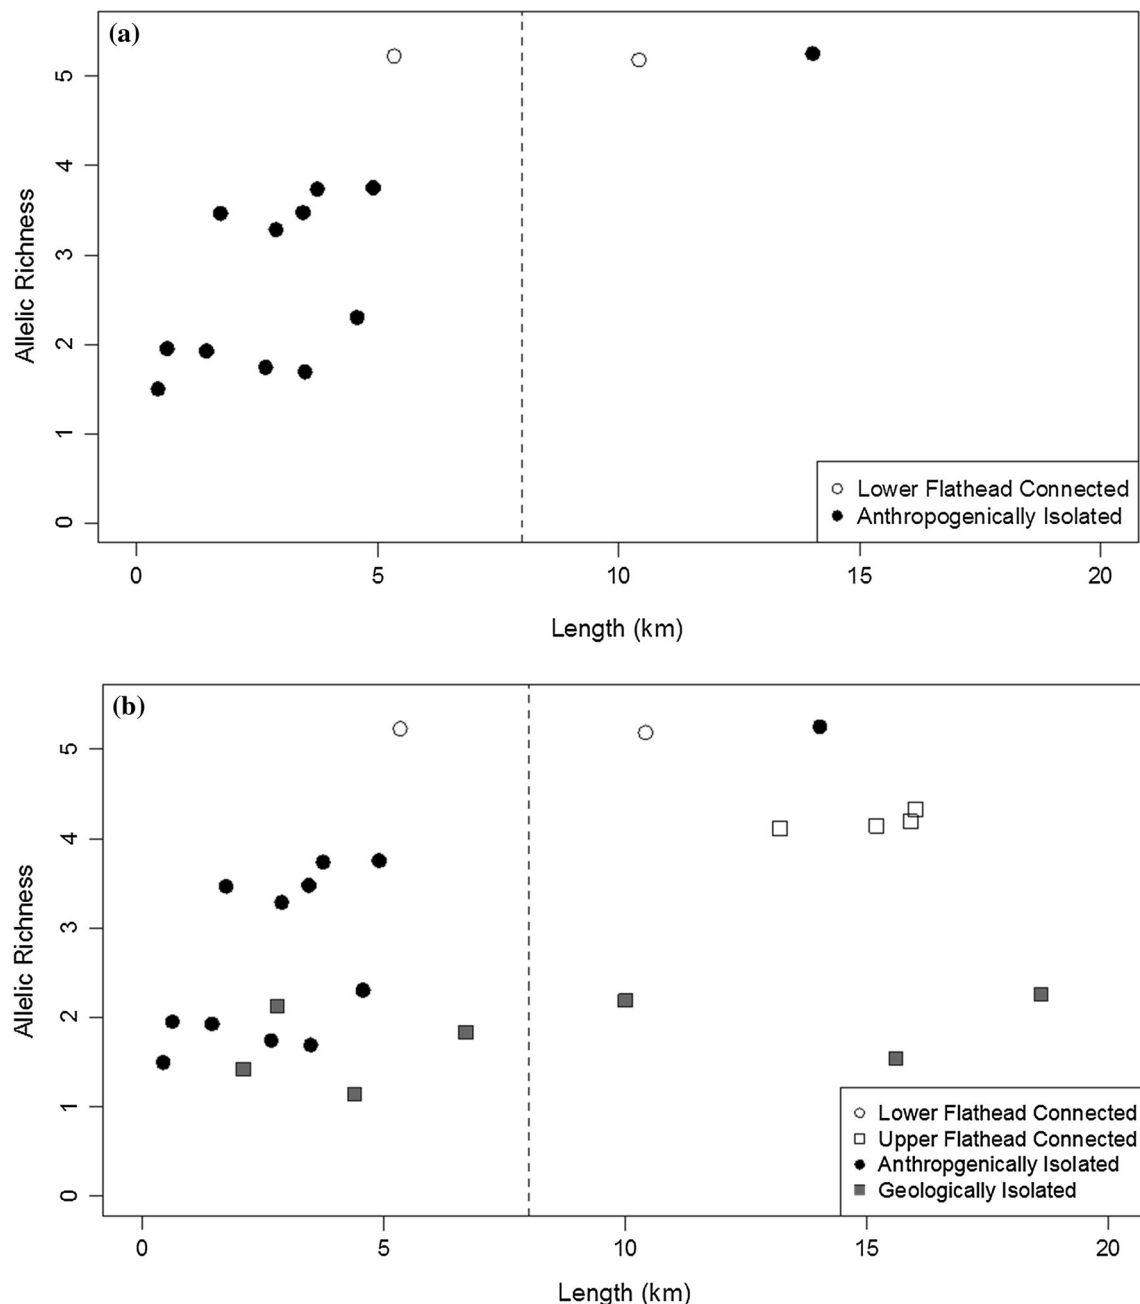 (a)
Allelic Richness
5
4
3
2
1
0
Lower Flathead Connected
Anthropogenically Isolated
0 5 10 15 20
Length (km)
(b)
Allelic Richness
5
4
3
2
1
0
Lower Flathead Connected
Upper Flathead Connected
Anthropgenically Isolated
Geologically Isolated
0 5 10 15 20
Length (km)